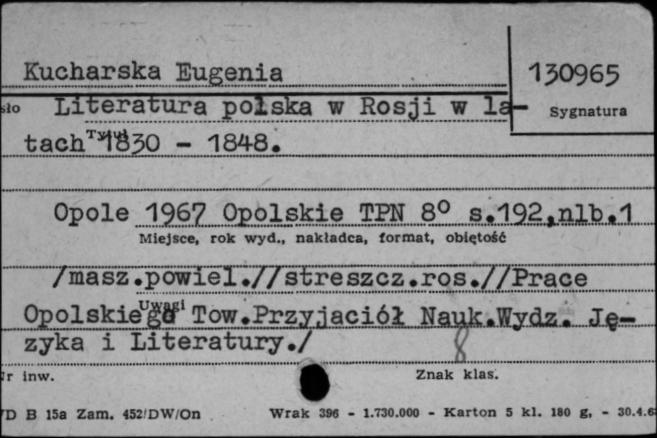 Kucharska Eugenia
130965
sło Literatura polska w Rosji w la-
Sygnatura
Tytuł
tach 1830 - 1848.
Opole 1967 Opolskie TPN 8° s.192,nlb.1
Miejsce, rok wyd., nakładca, format, objętość
/masz.powiel.//streszcz.ros.//Prace
Uwagi
Opolskiego Tow.Przyjaciół Nauk.Wydz. Ję-
zyka i Literatury./
8
Nr inw.
Znak klas.
D B 15a Zam. 452/DW/On Wrak 396 - 1.730.000 - Karton 5 kl. 180 g, - 30.4.6